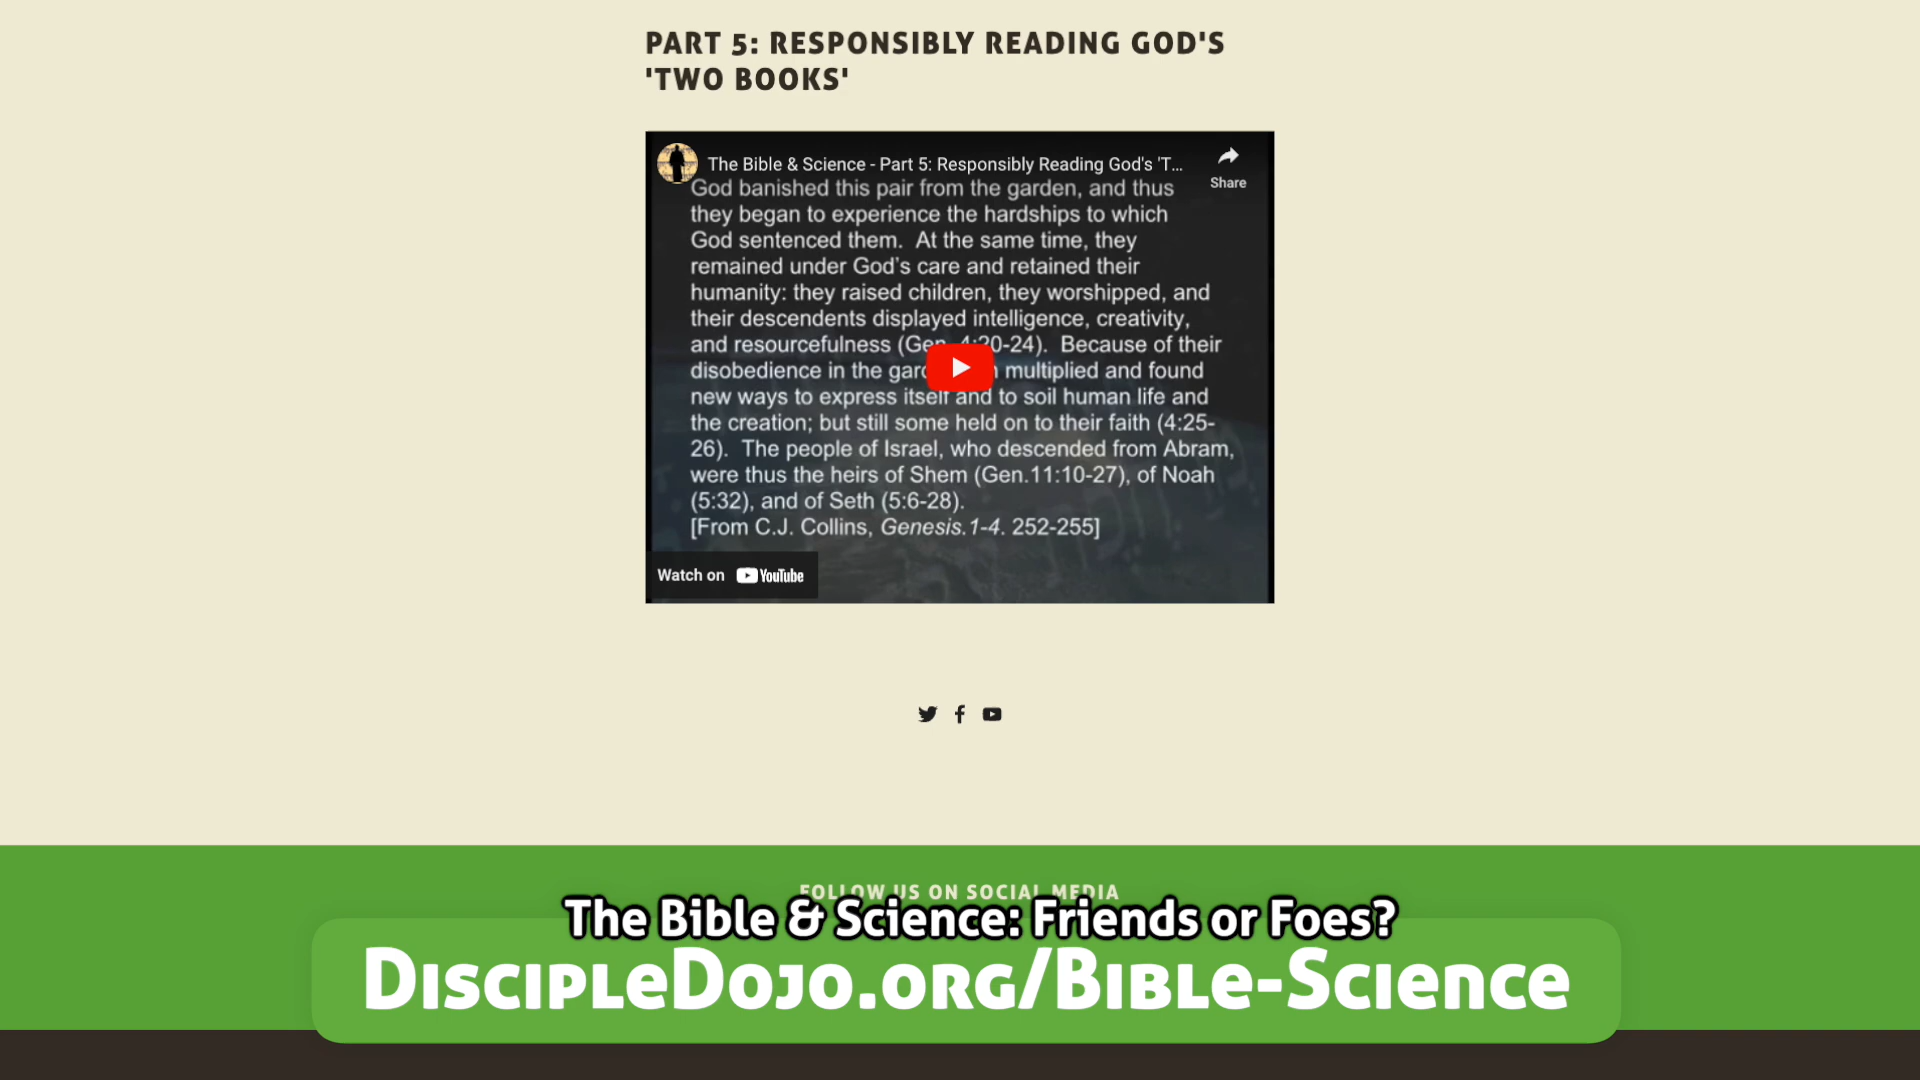 PART 5: RESPONSIBLY READING GOD'S
'TWO BOOKS'
The Bible & Science - Part 5: Responsibly Reading God's 'T...
Share
God banished this pair from the garden, and thus
they began to experience the hardships to which
God sentenced them. At the same time, they
remained under God's care and retained their
humanity: they raised children, they worshipped, and
their descendents displayed intelligence, creativity,
and resourcefulness (Gen. 4:20-24). Because of their
disobedience in the multiplied and found
new ways to express itself and to soil human life and
the creation; but still some held on to their faith (4:25-
26). The people of Israel, who descended from Abram,
were thus the heirs of Shem (Gen.11:10-27), of Noah
(5:32), and of Seth (5:6-28).
[From C.J. Collins, Genesis.1-4. 252-255]
Watch on YouTube
FOLLOW US ON SOCIAL MEDIA
The Bible & Science: Friends or Foes?
DiscipleDojo.org/Bible-Science